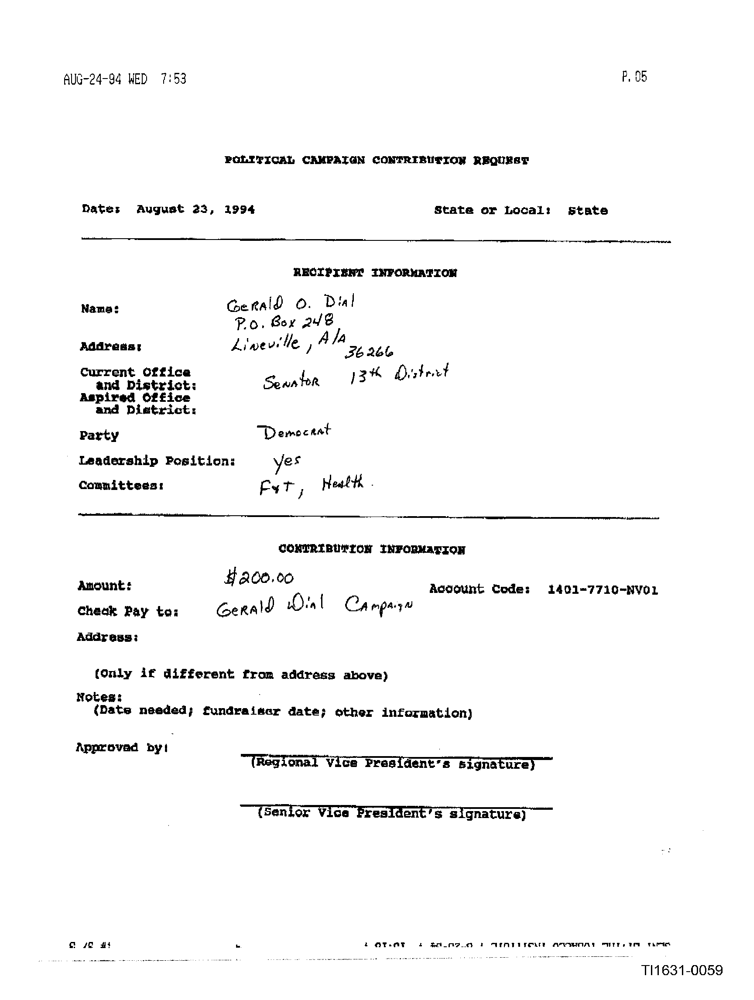 AUG-24-94 WED 7:53 P.05
POLITICAL CAMPAIGN CONTRIBUTION REQUEST
Date: August 23, 1994 State or Local: State
RECIPIENT INFORMATION
Name: Gerald O. Dial
P.O. Box 248
Address: Lineville, Ala
36266
Current Office
and District: Senator 13th District
Aspired Office
and District:
Party Democrat
Leadership Position: yes
Committees: F&T, Health.
CONTRIBUTION INFORMATION
Amount: $200.00 Account Code: 1401-7710-NV01
Check Pay to: Gerald Dial Campaign
Address:
(Only if different from address above)
Notes:
(Date needed; fundraiser date; other information)
Approved by:
(Regional Vice President's signature)
(Senior Vice President's signature)
TI1631-0059